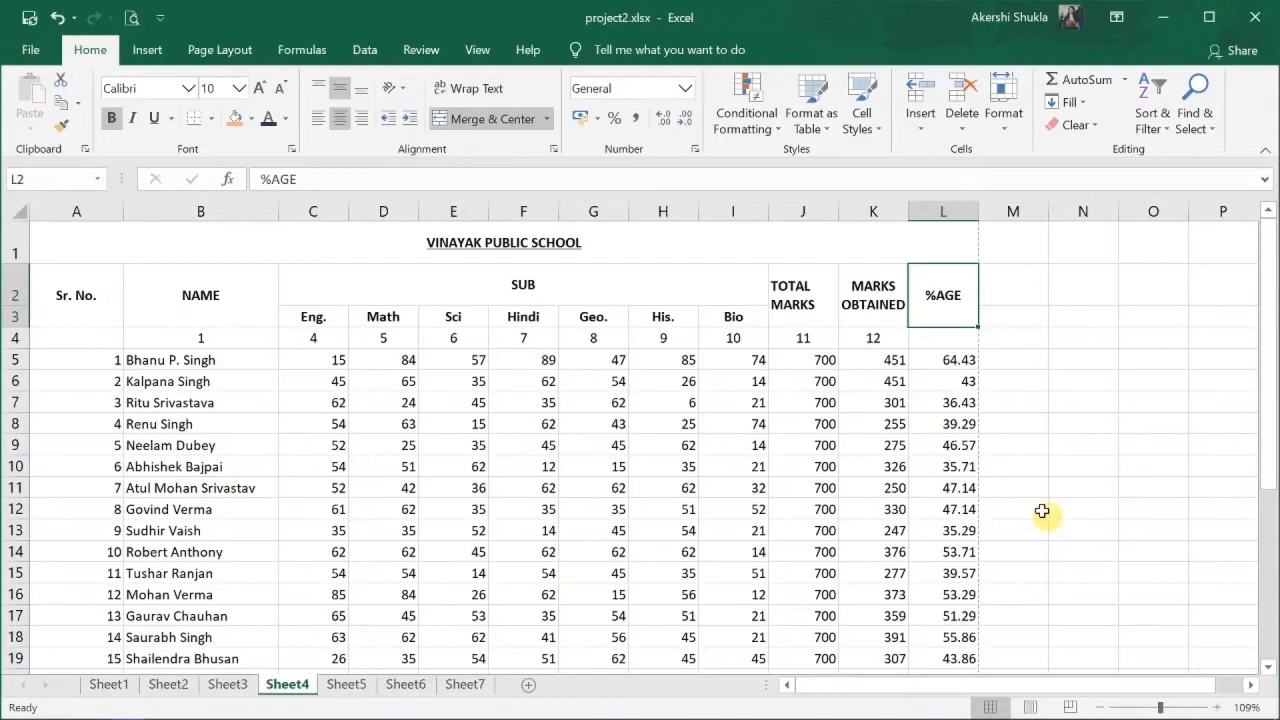 project2.xlsx - Excel
Akershi Shukla
File Home Insert Page Layout Formulas Data Review View Help Tell me what you want to do Share
Calibri 16 Wrap Text General AutoSum
Paste B I U Merge & Center % Conditional Formatting Format as Table Cell Styles Insert Delete Format Fill Sort & Filter Find & Select
Clear
Clipboard Font Alignment Number Styles Cells Editing
L2 fx %AGE
A B C D E F G H I J K L M N O P
1 VINAYAK PUBLIC SCHOOL
2 Sr. No. NAME SUB TOTAL MARKS MARKS OBTAINED %AGE
3 Eng. Math Sci Hindi Geo. His. Bio
4 1 4 5 6 7 8 9 10 11 12
5 1 Bhanu P. Singh 15 84 57 89 47 85 74 700 451 64.43
6 2 Kalpana Singh 45 65 35 62 54 26 14 700 451 43
7 3 Ritu Srivastava 62 24 45 35 62 6 21 700 301 36.43
8 4 Renu Singh 54 63 15 62 43 25 74 700 255 39.29
9 5 Neelam Dubey 52 25 35 45 45 62 14 700 275 46.57
10 6 Abhishek Bajpai 54 51 62 12 15 35 21 700 326 35.71
11 7 Atul Mohan Srivastav 52 42 36 62 62 62 32 700 250 47.14
12 8 Govind Verma 61 62 35 35 35 51 52 700 330 47.14
13 9 Sudhir Vaish 35 35 52 14 45 54 21 700 247 35.29
14 10 Robert Anthony 62 62 45 62 62 62 14 700 376 53.71
15 11 Tushar Ranjan 54 54 14 54 45 35 51 700 277 39.57
16 12 Mohan Verma 85 84 26 62 15 56 12 700 373 53.29
17 13 Gaurav Chauhan 65 45 53 35 54 51 21 700 359 51.29
18 14 Saurabh Singh 63 62 62 41 56 45 21 700 391 55.86
19 15 Shailendra Bhusan 26 35 54 51 62 45 45 700 307 43.86
Sheet1 Sheet2 Sheet3 Sheet4 Sheet5 Sheet6 Sheet7
Ready 109%